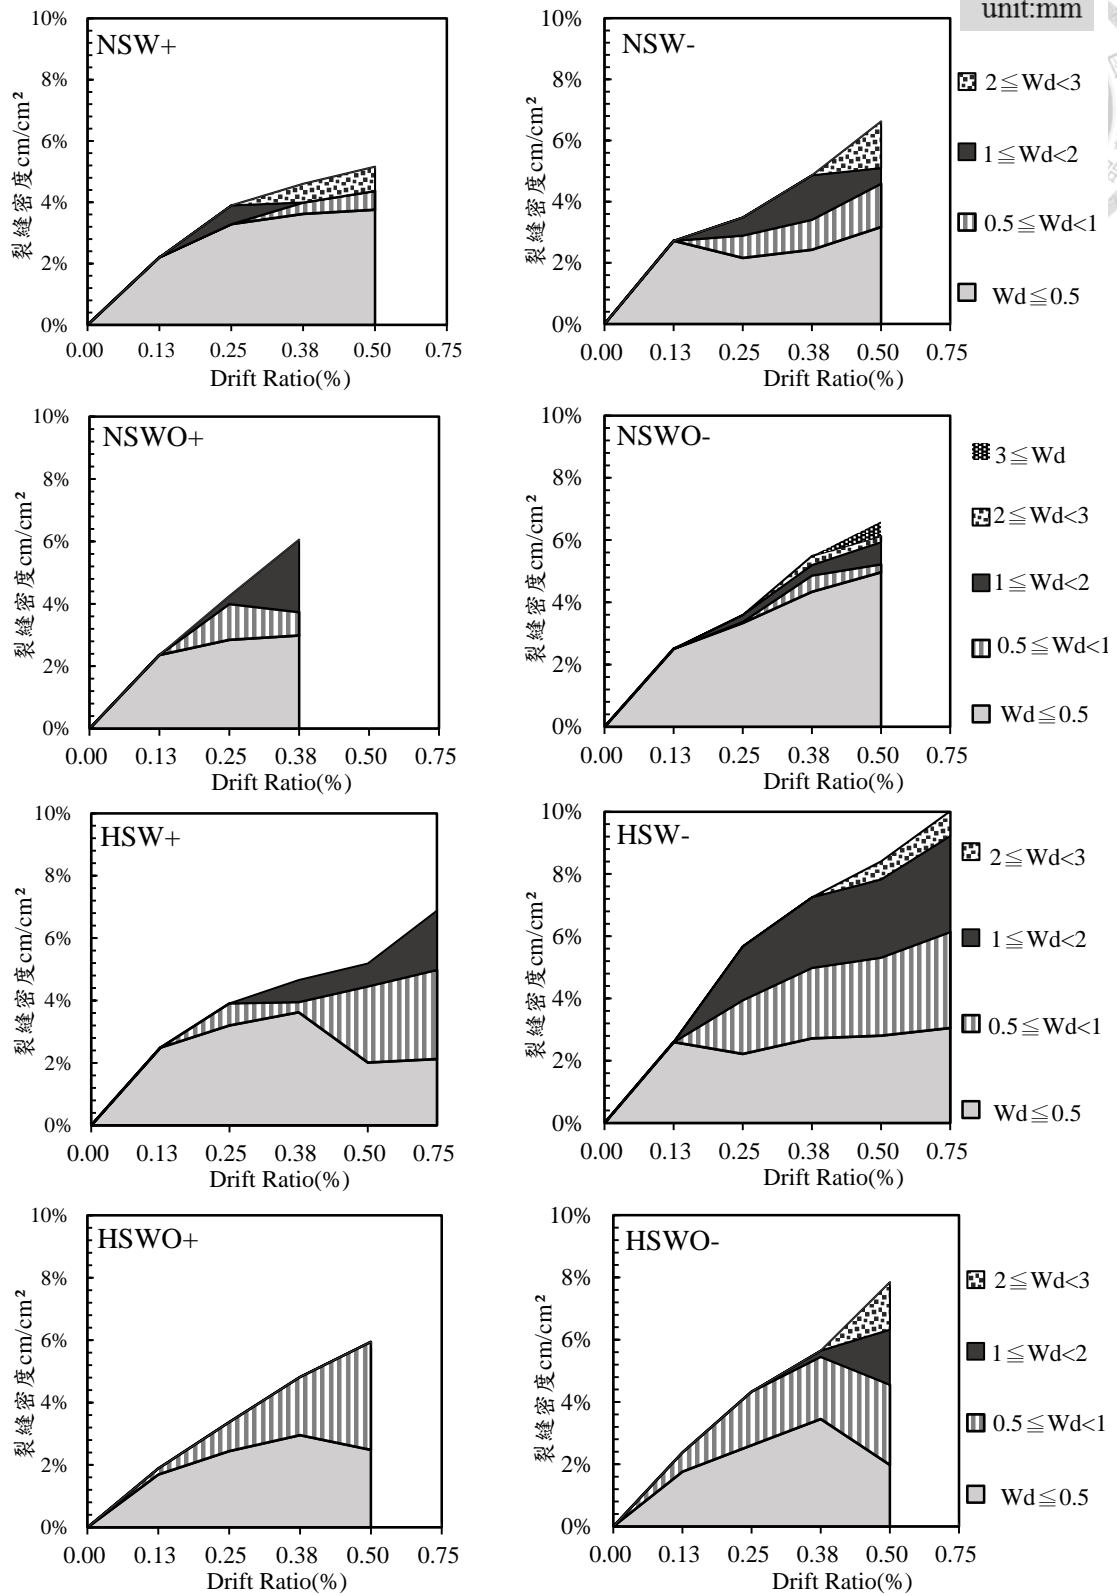 unit:mm
10%
8%
6%
4%
2%
0%
裂縫密度cm/cm²
NSW+
0.00 0.13 0.25 0.38 0.50 0.75
Drift Ratio(%)
10%
8%
6%
4%
2%
0%
裂縫密度cm/cm²
NSW-
0.00 0.13 0.25 0.38 0.50 0.75
Drift Ratio(%)
2≦Wd<3
1≦Wd<2
0.5≦Wd<1
Wd≦0.5
10%
8%
6%
4%
2%
0%
裂縫密度cm/cm²
NSWO+
0.00 0.13 0.25 0.38 0.50 0.75
Drift Ratio(%)
10%
8%
6%
4%
2%
0%
裂縫密度cm/cm²
NSWO-
0.00 0.13 0.25 0.38 0.50 0.75
Drift Ratio(%)
3≦Wd
2≦Wd<3
1≦Wd<2
0.5≦Wd<1
Wd≦0.5
10%
8%
6%
4%
2%
0%
裂縫密度cm/cm²
HSW+
0.00 0.13 0.25 0.38 0.50 0.75
Drift Ratio(%)
10%
8%
6%
4%
2%
0%
裂縫密度cm/cm²
HSW-
0.00 0.13 0.25 0.38 0.50 0.75
Drift Ratio(%)
2≦Wd<3
1≦Wd<2
0.5≦Wd<1
Wd≦0.5
10%
8%
6%
4%
2%
0%
裂縫密度cm/cm²
HSWO+
0.00 0.13 0.25 0.38 0.50 0.75
Drift Ratio(%)
10%
8%
6%
4%
2%
0%
裂縫密度cm/cm²
HSWO-
0.00 0.13 0.25 0.38 0.50 0.75
Drift Ratio(%)
2≦Wd<3
1≦Wd<2
0.5≦Wd<1
Wd≦0.5